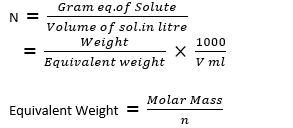 N = Gram eq.of Solute / Volume of sol.in litre
= Weight / Equivalent weight × 1000 / V ml
Equivalent Weight = Molar Mass / n